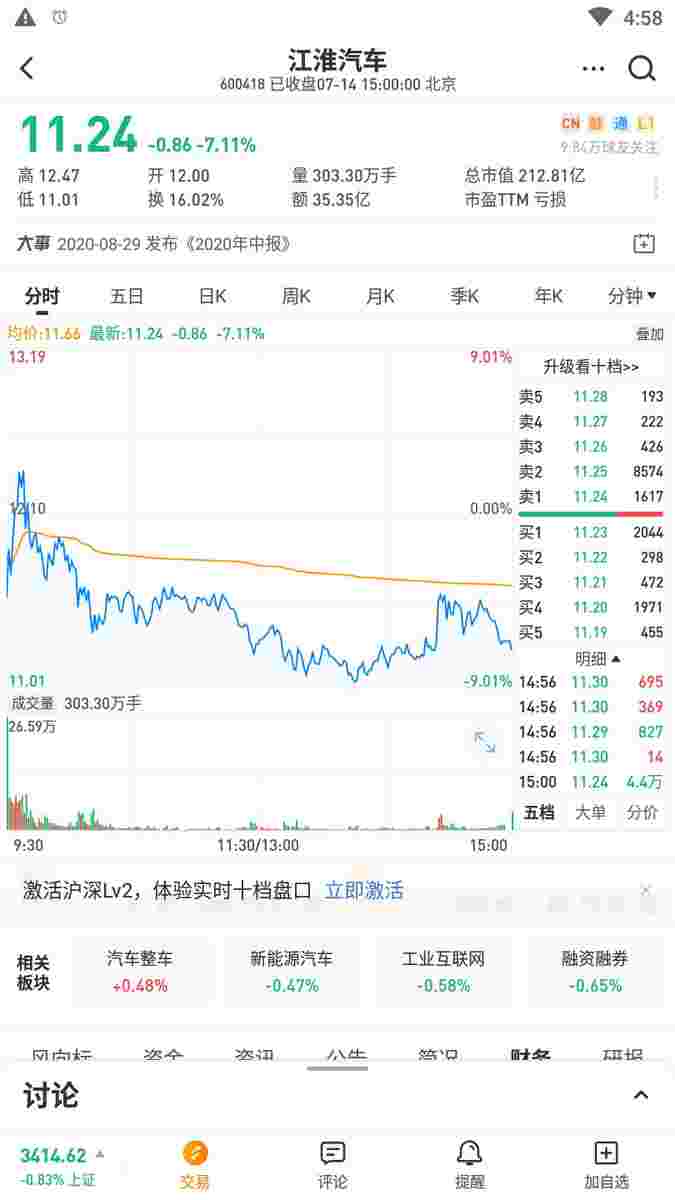 4:58
江淮汽车
600418 已收盘07-14 15:00:00 北京
11.24 -0.86 -7.11%
CN 融 通 L1
9.84万球友关注
高 12.47 开 12.00 量 303.30万手 总市值 212.81亿
低 11.01 换 16.02% 额 35.35亿 市盈TTM 亏损
大事 2020-08-29 发布《2020年中报》
分时 五日 日K 周K 月K 季K 年K 分钟
均价:11.66 最新:11.24 -0.86 -7.11% 叠加
13.19 9.01%
12.10 0.00%
11.01 -9.01%
成交量 303.30万手
26.59万
9:30 11:30/13:00 15:00
升级看十档>>
卖5 11.28 193
卖4 11.27 222
卖3 11.26 426
卖2 11.25 8574
卖1 11.24 1617
买1 11.23 2044
买2 11.22 298
买3 11.21 472
买4 11.20 1971
买5 11.19 455
明细
14:56 11.30 695
14:56 11.30 369
14:56 11.29 827
14:56 11.30 14
15:00 11.24 4.4万
五档 大单 分价
激活沪深Lv2，体验实时十档盘口 立即激活
相关板块
汽车整车 新能源汽车 工业互联网 融资融券
+0.48% -0.47% -0.58% -0.65%
风向标 资金 资讯 公告 简况 财务 研报
讨论
3414.62
-0.83% 上证
交易 评论 提醒 加自选